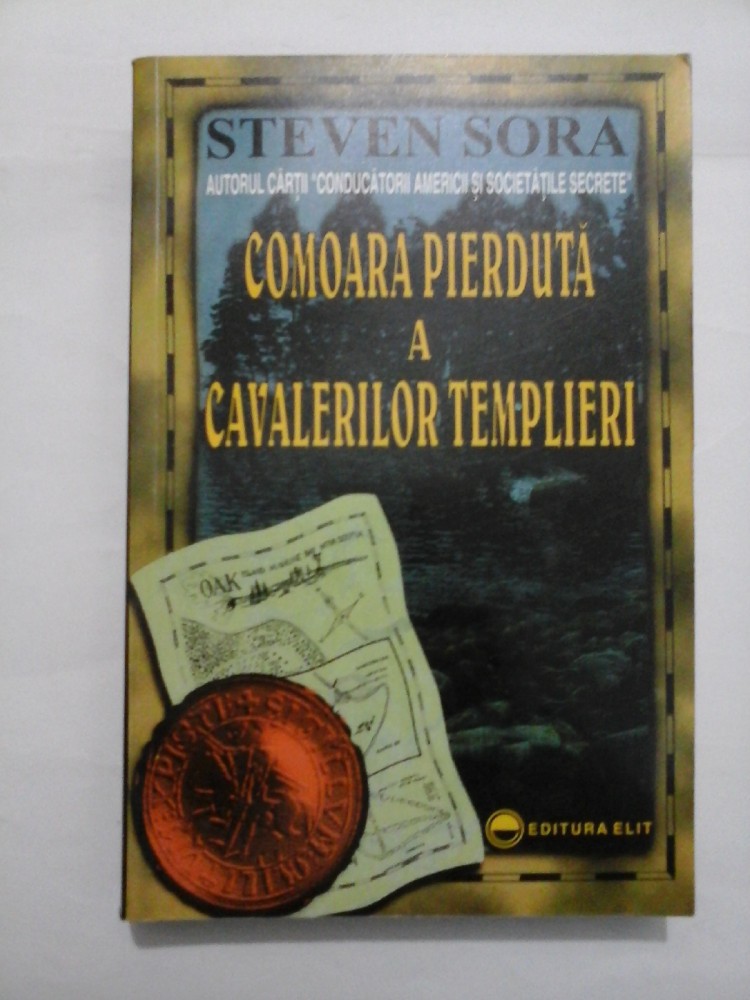 STEVEN SORA
AUTORUL CĂRȚII "CONDUCĂTORII AMERICII ȘI SOCIETĂȚILE SECRETE"
COMOARA PIERDUTĂ
A
CAVALERILOR TEMPLIERI
OAK
EDITURA ELIT